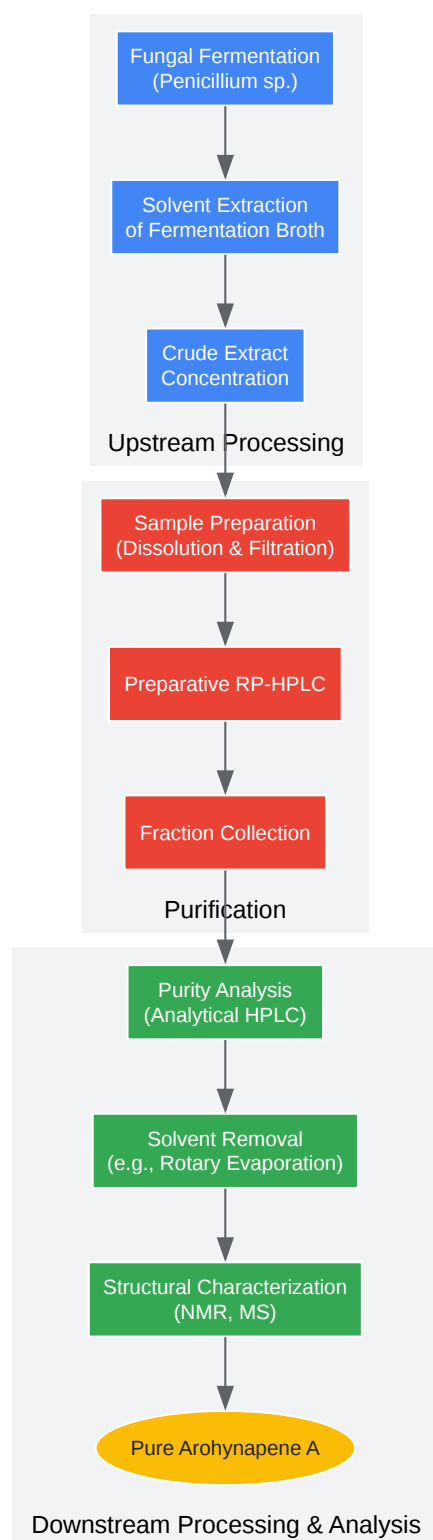 Fungal Fermentation
(Penicillium sp.)
Solvent Extraction
of Fermentation Broth
Crude Extract
Concentration
Upstream Processing
Sample Preparation
(Dissolution & Filtration)
Preparative RP-HPLC
Fraction Collection
Purification
Purity Analysis
(Analytical HPLC)
Solvent Removal
(e.g., Rotary Evaporation)
Structural Characterization
(NMR, MS)
Pure Arohynapene A
Downstream Processing & Analysis